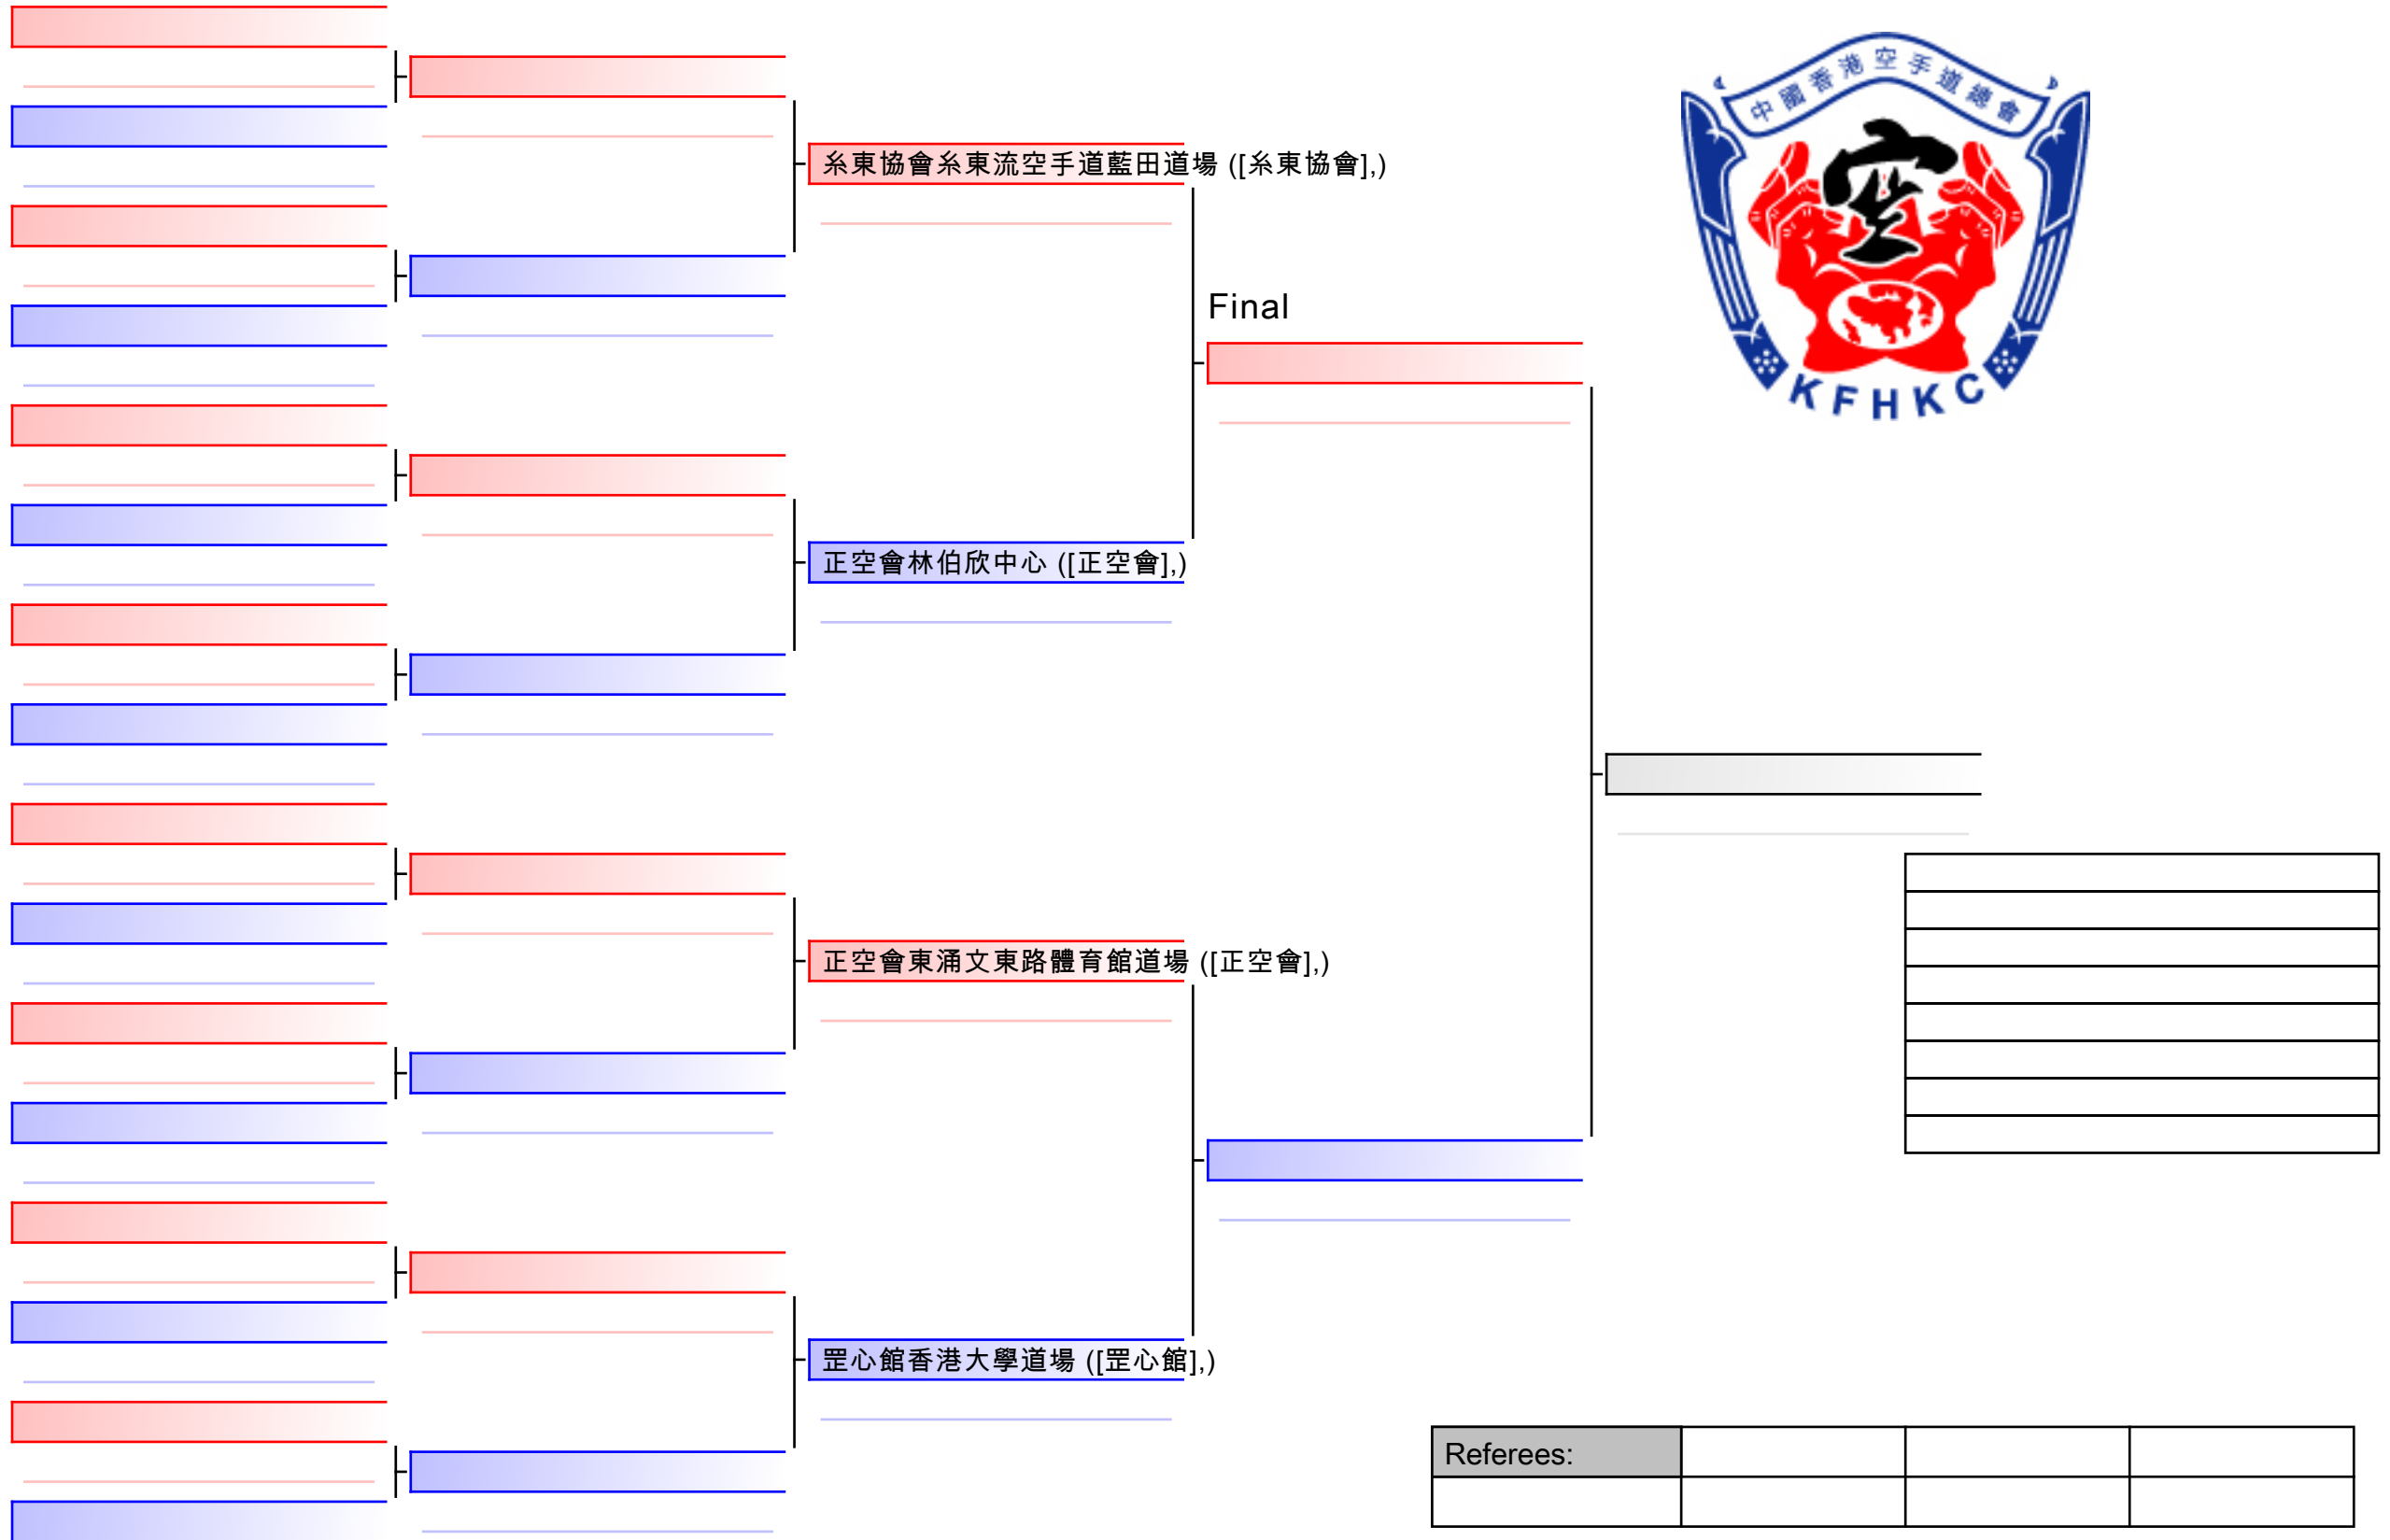 中國香港空手道總會
空
KFHKC
糸東協會糸東流空手道藍田道場 ([糸東協會],)
Final
正空會林伯欣中心 ([正空會],)
正空會東涌文東路體育館道場 ([正空會],)
罡心館香港大學道場 ([罡心館],)
Referees: